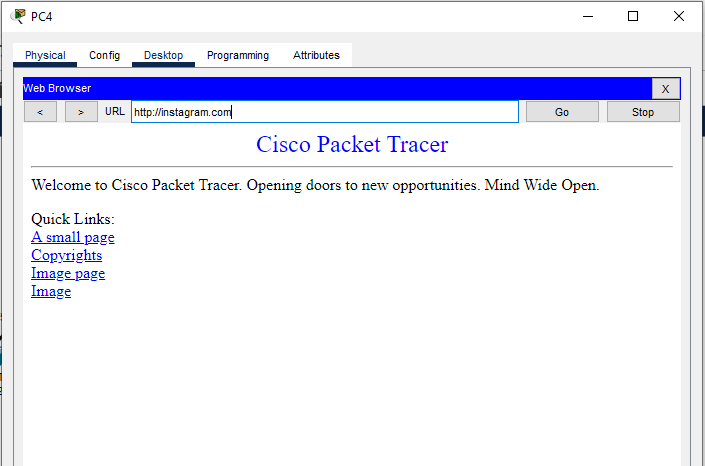 PC4
Physical Config Desktop Programming Attributes
Web Browser X
< > URL http://instagram.com Go Stop
Cisco Packet Tracer
Welcome to Cisco Packet Tracer. Opening doors to new opportunities. Mind Wide Open.
Quick Links:
A small page
Copyrights
Image page
Image